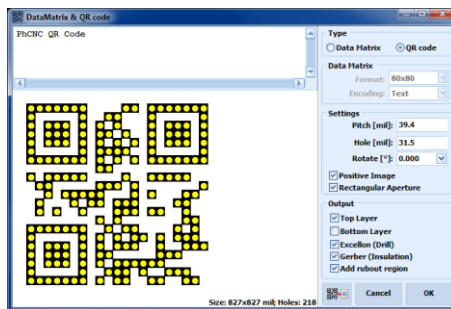 DataMatrix & QR code
PhCNC QR Code
Type
Data Matrix
QR code
Data Matrix
Format: 80x80
Encoding: Text
Settings
Pitch [mil]: 39.4
Hole [mil]: 31.5
Rotate [°]: 0.000
Positive Image
Rectangular Aperture
Output
Top Layer
Bottom Layer
Excellon (Drill)
Gerber (Insulation)
Add rubout region
Size: 827x827 mil; Holes: 218
Cancel
OK